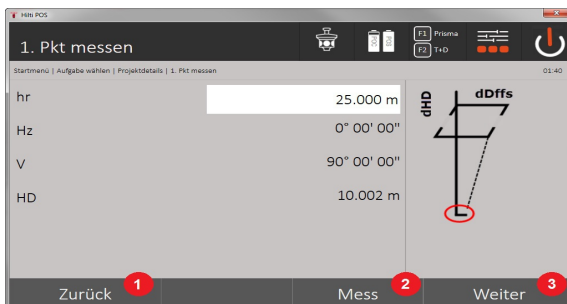 Hilti POS
1. Pkt messen
POC
POS
F1 Prisma
F2 T+D
Startmenü | Aufgabe wählen | Projektdetails | 1. Pkt messen
01:40
hr
25.000 m
Hz
0° 00' 00"
V
90° 00' 00"
HD
10.002 m
dHD
dDffs
Zurück
1
Mess
2
Weiter
3